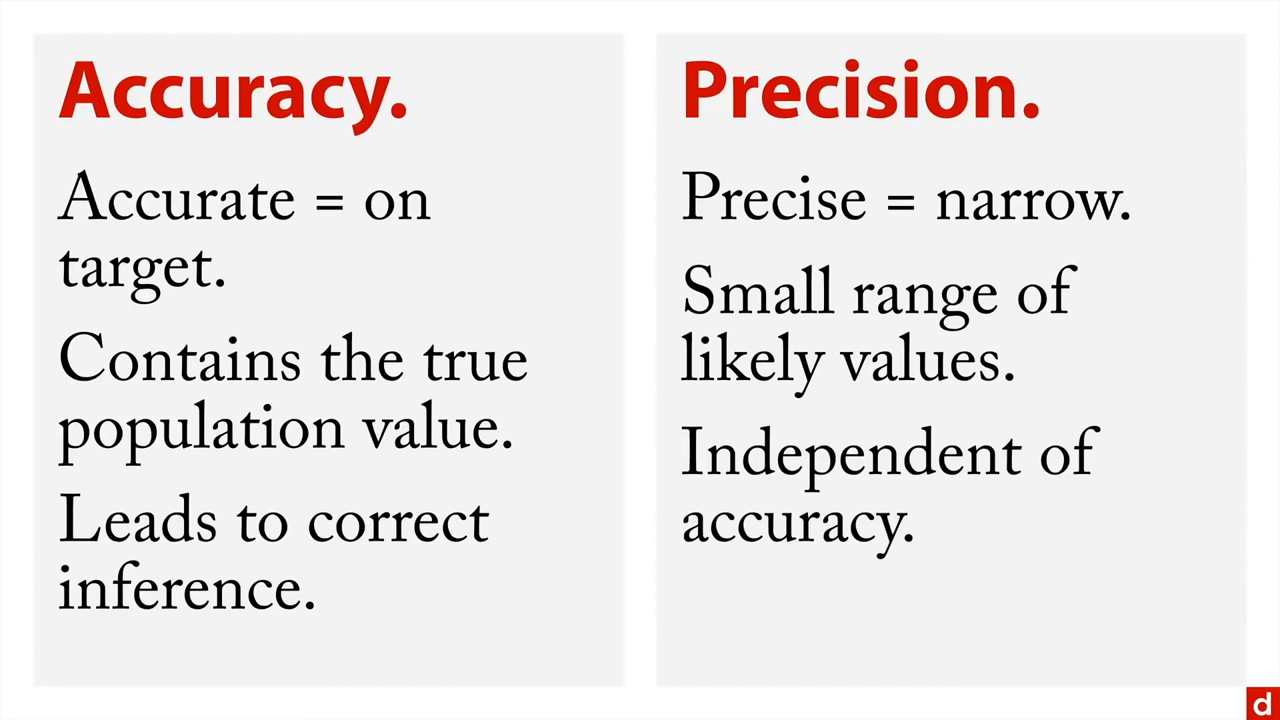 Accuracy.
Accurate = on
target.
Contains the true
population value.
Leads to correct
inference.
Precision.
Precise = narrow.
Small range of
likely values.
Independent of
accuracy.
d